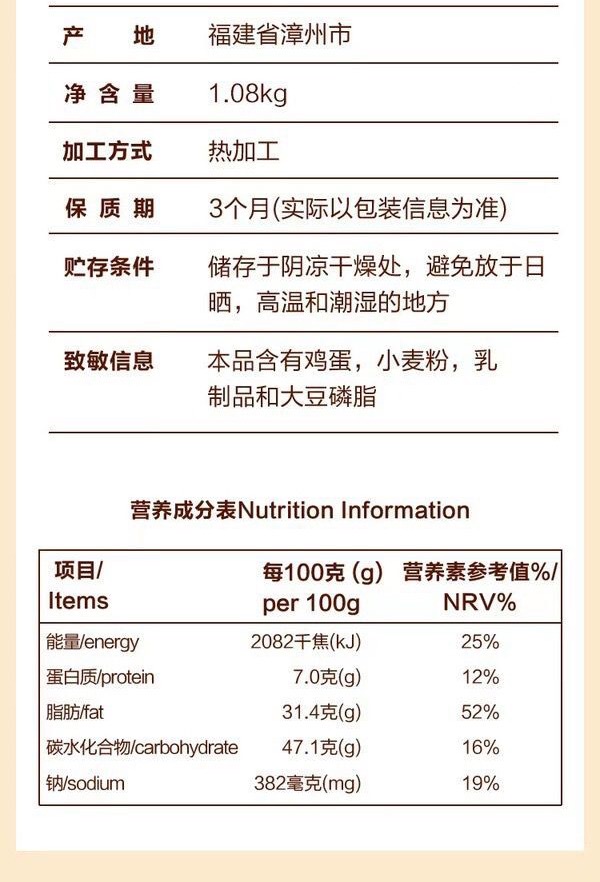 产 地 福建省漳州市
净含量 1.08kg
加工方式 热加工
保质期 3个月(实际以包装信息为准)
贮存条件 储存于阴凉干燥处，避免放于日
晒，高温和潮湿的地方
致敏信息 本品含有鸡蛋，小麦粉，乳
制品和大豆磷脂
营养成分表Nutrition Information
项目/ 每100克 (g) 营养素参考值%/
Items per 100g NRV%
能量/energy 2082千焦(kJ) 25%
蛋白质/protein 7.0克(g) 12%
脂肪/fat 31.4克(g) 52%
碳水化合物/carbohydrate 47.1克(g) 16%
钠/sodium 382毫克(mg) 19%